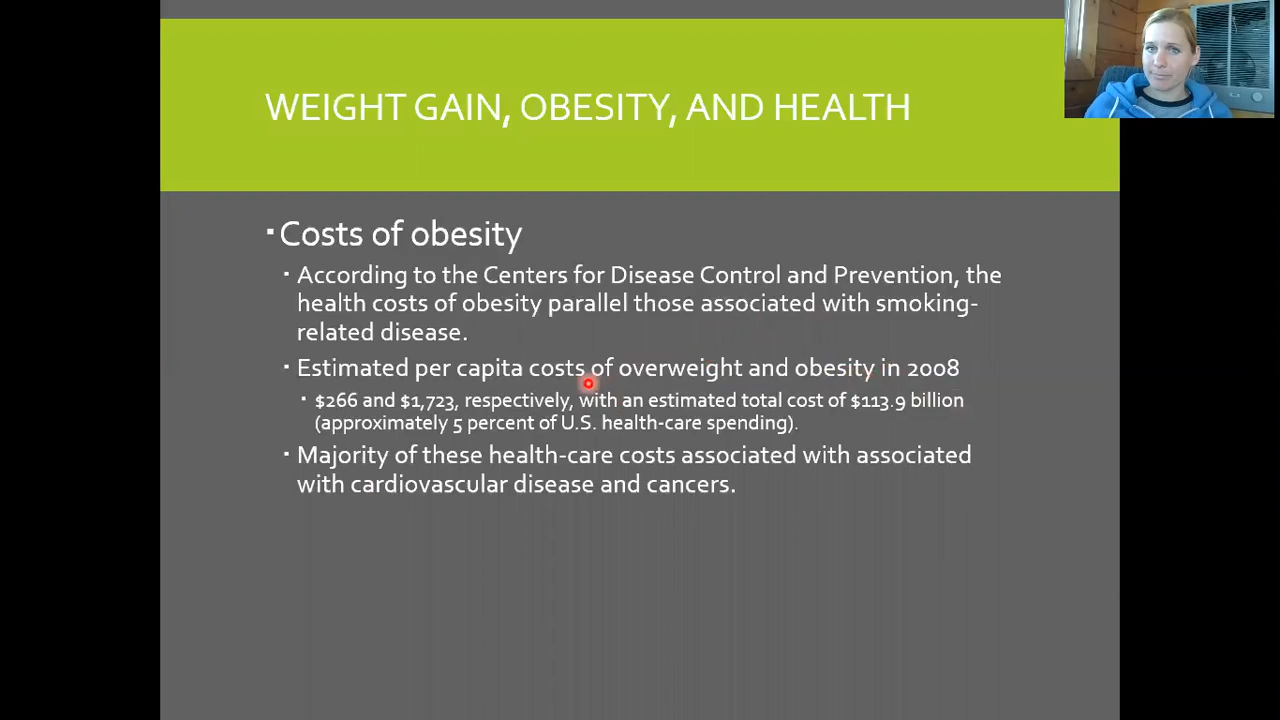 WEIGHT GAIN, OBESITY, AND HEALTH
▪ Costs of obesity
▪ According to the Centers for Disease Control and Prevention, the
health costs of obesity parallel those associated with smoking-
related disease.
▪ Estimated per capita costs of overweight and obesity in 2008
▪ $266 and $1,723, respectively, with an estimated total cost of $113.9 billion
(approximately 5 percent of U.S. health-care spending).
▪ Majority of these health-care costs associated with associated
with cardiovascular disease and cancers.